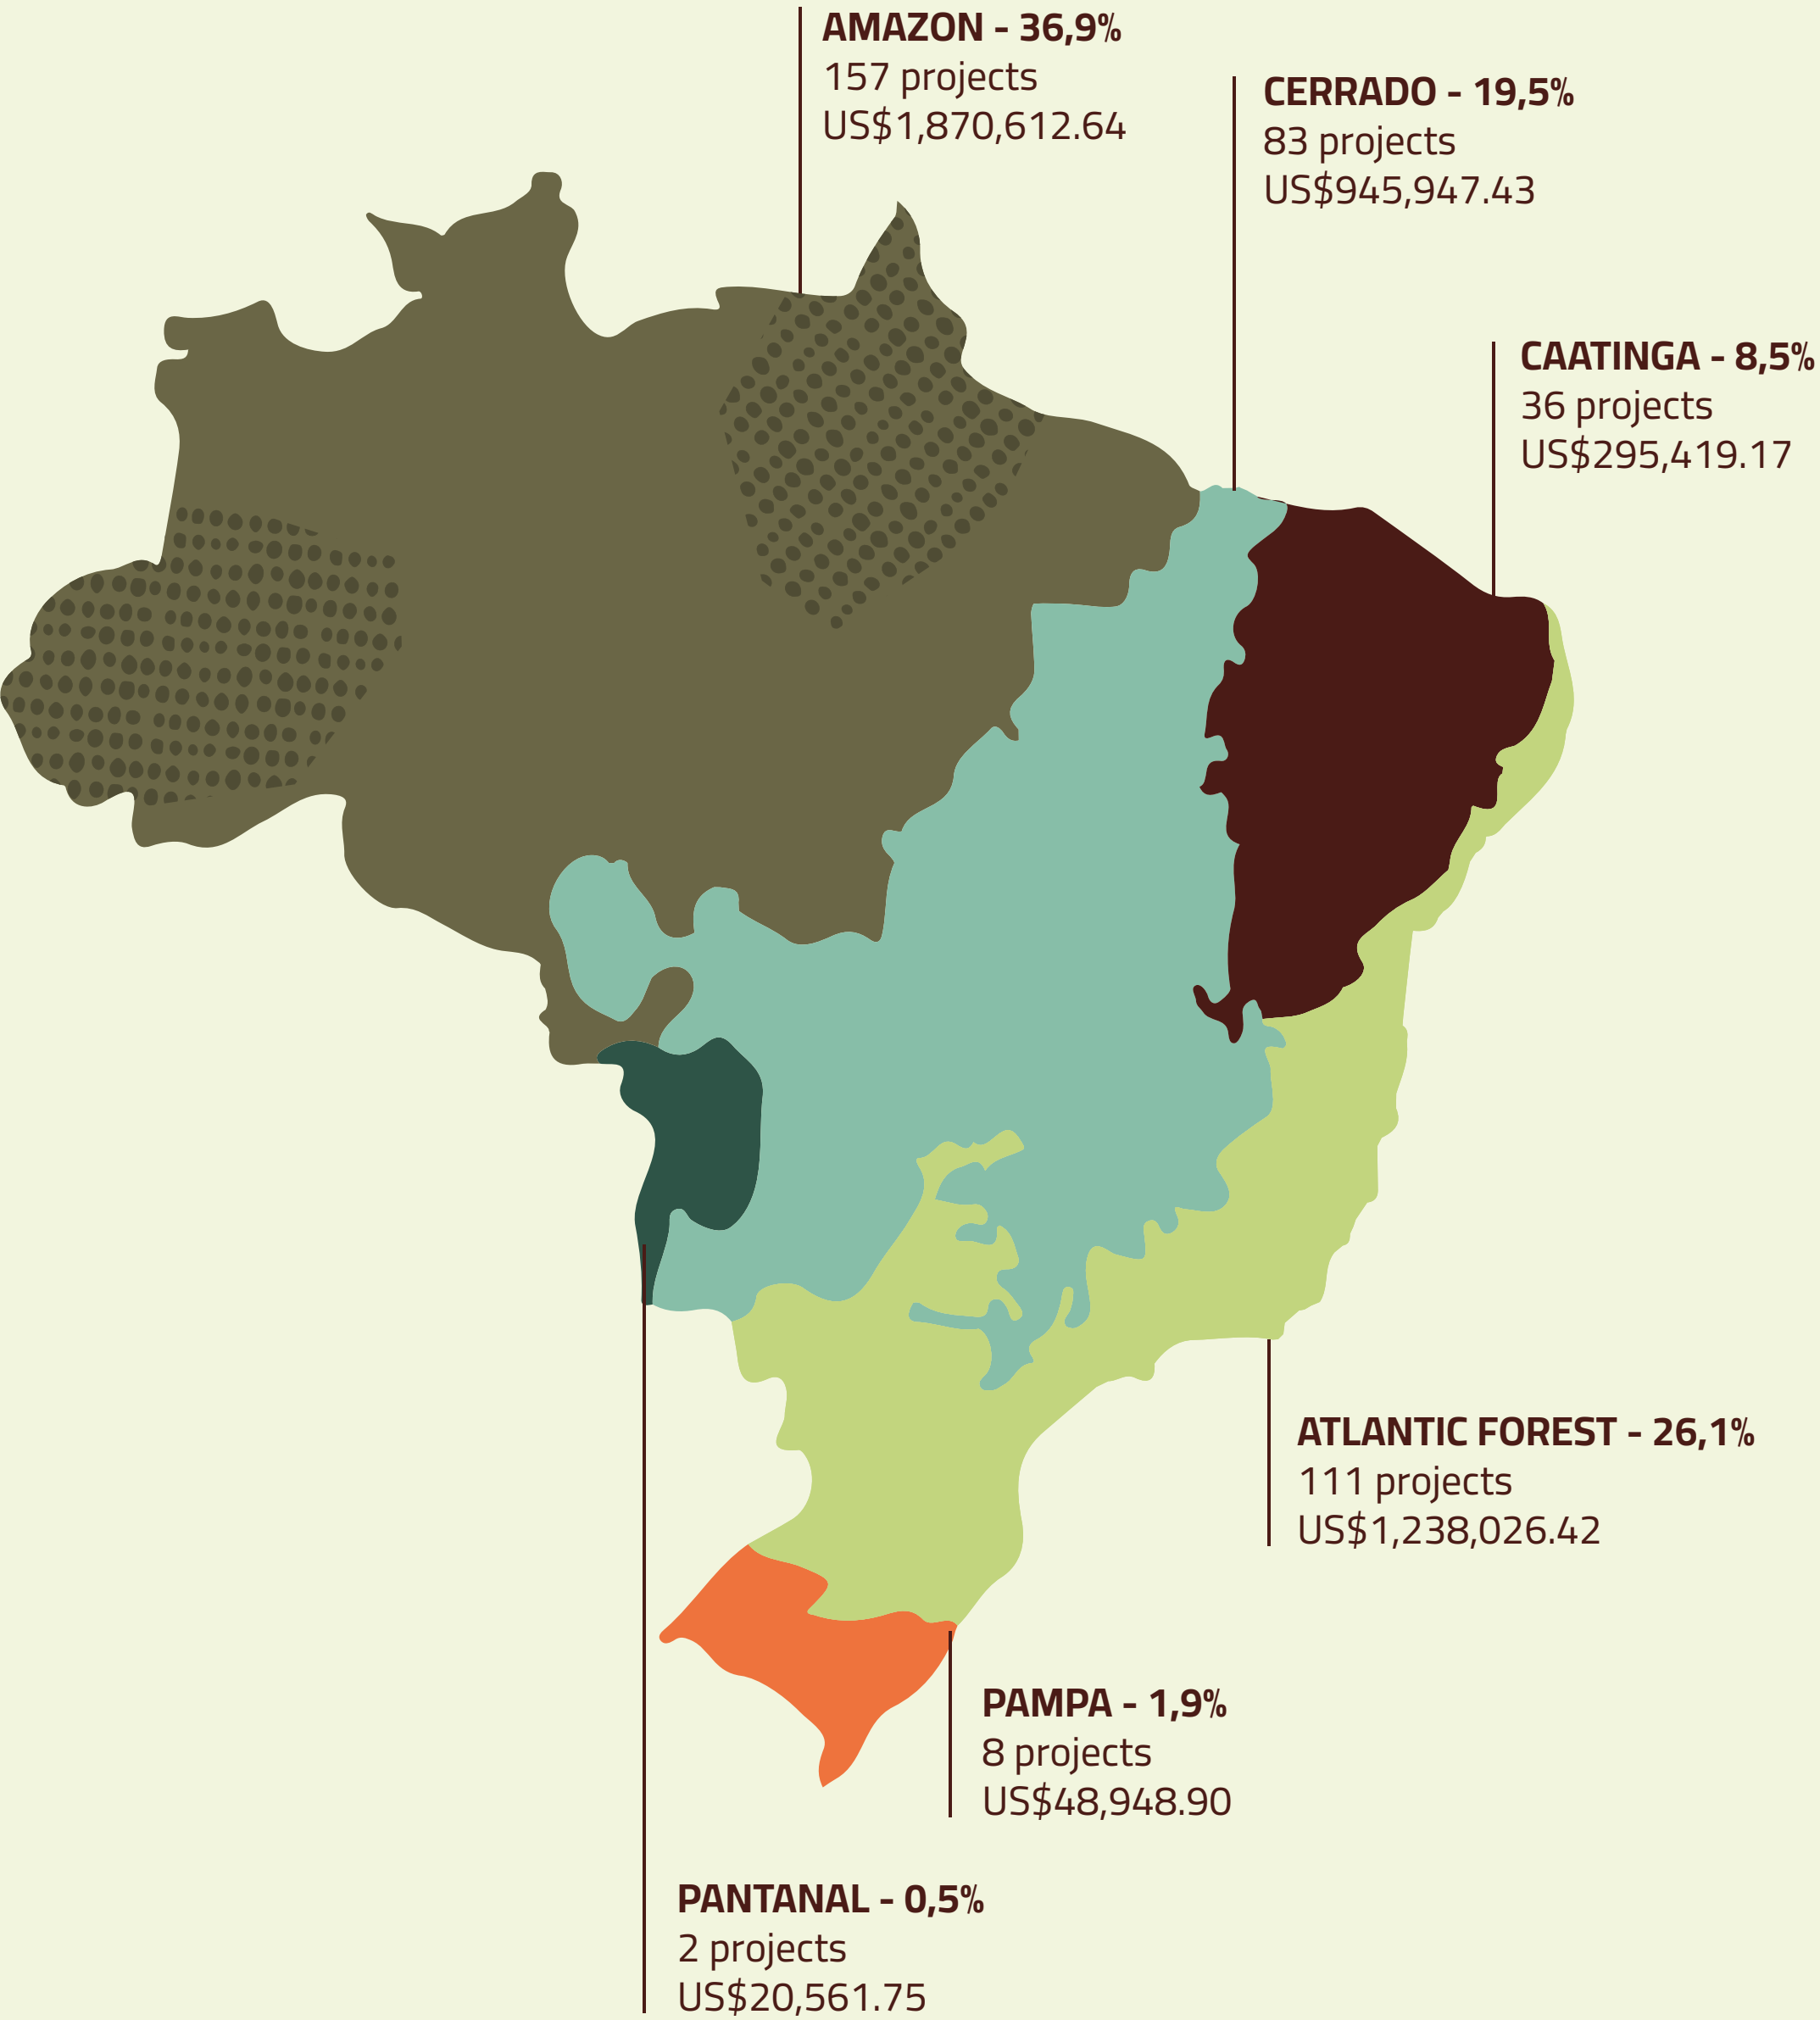 AMAZON - 36,9%
157 projects
US$1,870,612.64
CERRADO - 19,5%
83 projects
US$945,947.43
CAATINGA - 8,5%
36 projects
US$295,419.17
ATLANTIC FOREST - 26,1%
111 projects
US$1,238,026.42
PAMPA - 1,9%
8 projects
US$48,948.90
PANTANAL - 0,5%
2 projects
US$20,561.75